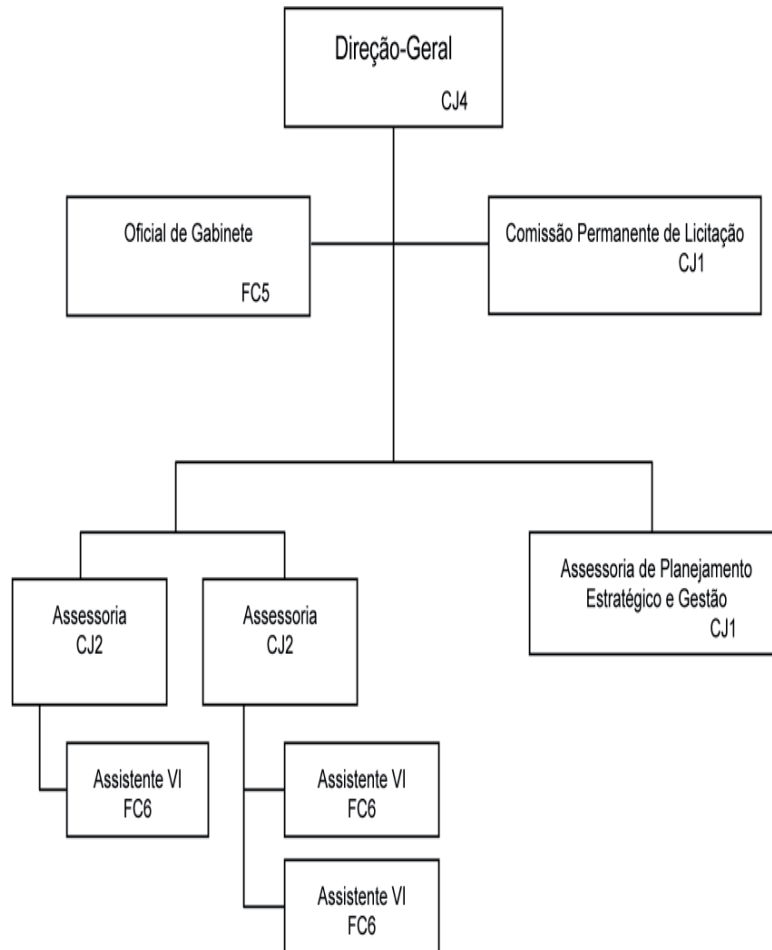 Direção-Geral
CJ4
Oficial de Gabinete
FC5
Comissão Permanente de Licitação
CJ1
Assessoria
CJ2
Assessoria
CJ2
Assessoria de Planejamento
Estratégico e Gestão
CJ1
Assistente VI
FC6
Assistente VI
FC6
Assistente VI
FC6